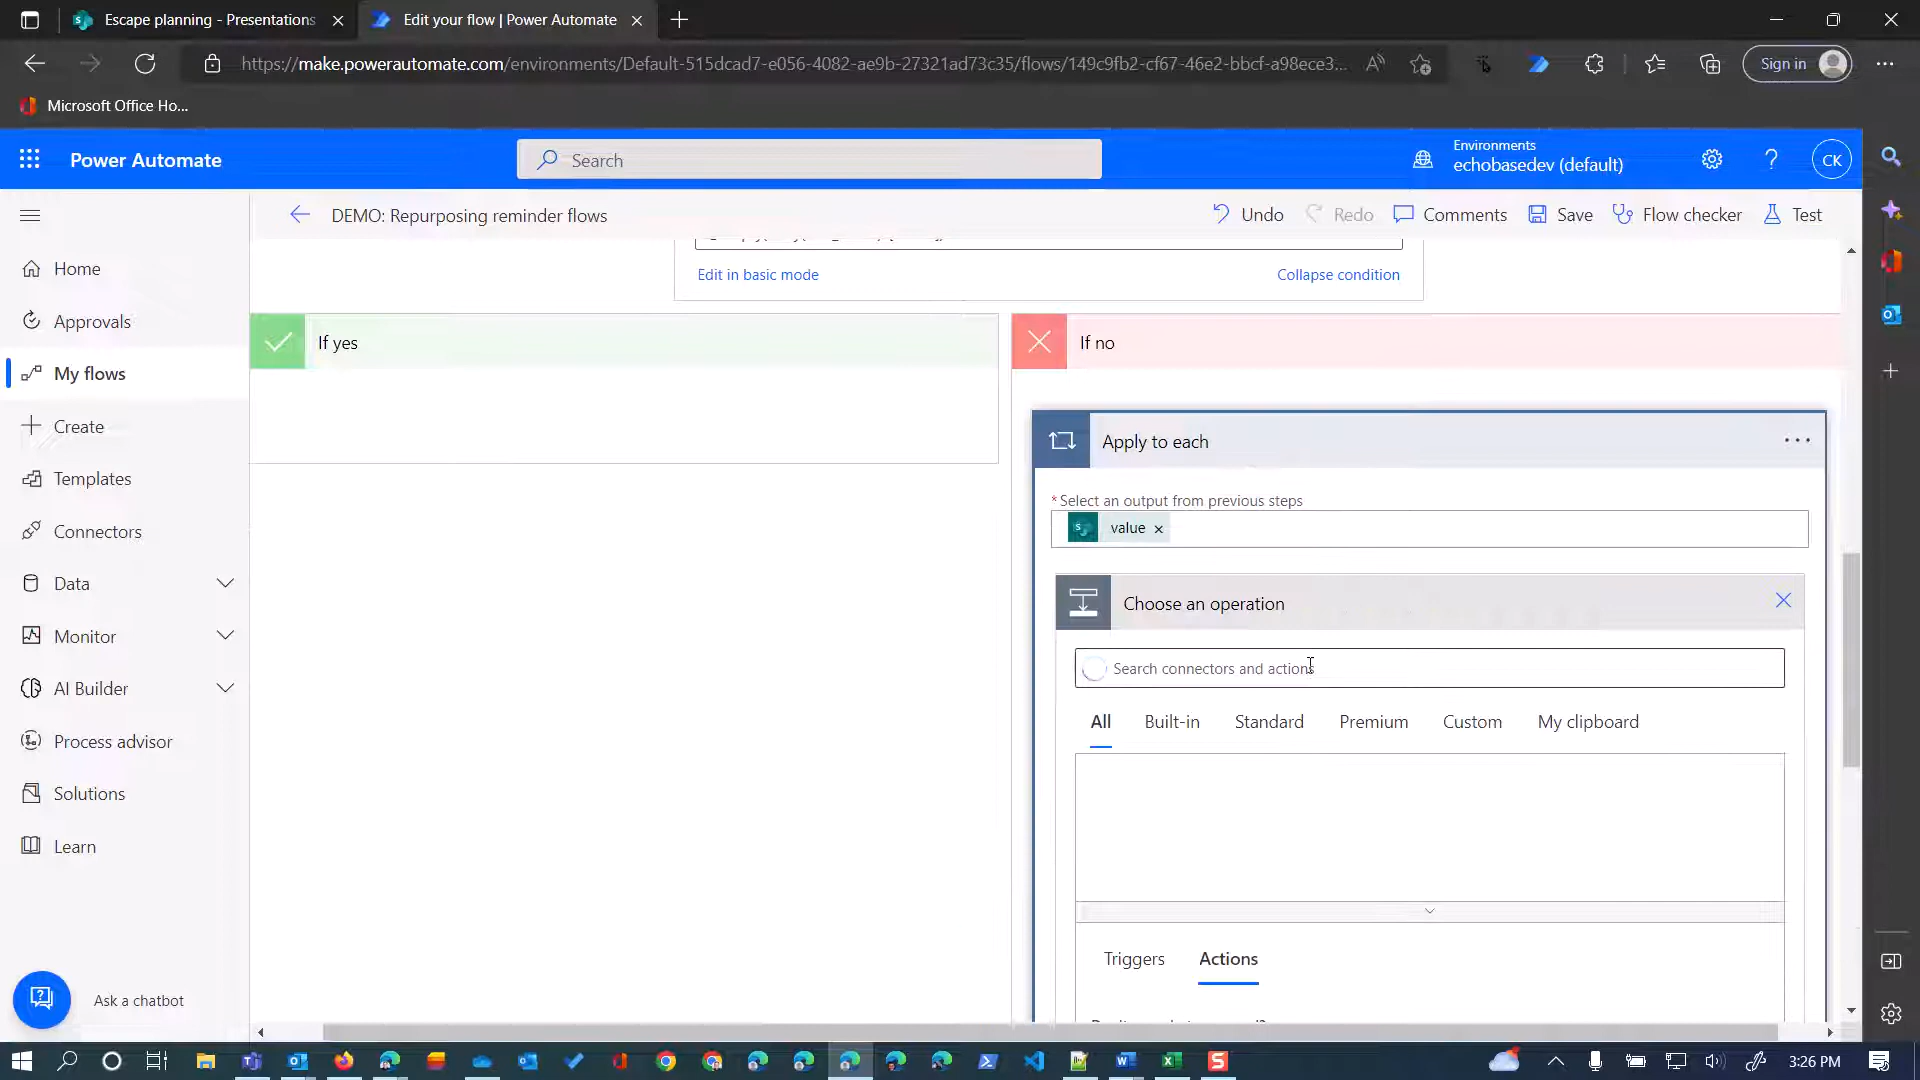 Escape planning - Presentations
Edit your flow | Power Automate
https://make.powerautomate.com/environments/Default-515dcad7-e056-4082-ae9b-27321ad73c35/flows/149c9fb2-cf67-46e2-bbcf-a98ece3...
Sign in
Microsoft Office Ho...
Power Automate
Search
Environments
echobasedev (default)
CK
DEMO: Repurposing reminder flows
Undo
Redo
Comments
Save
Flow checker
Test
Home
Approvals
My flows
Create
Templates
Connectors
Data
Monitor
AI Builder
Process advisor
Solutions
Learn
Ask a chatbot
Edit in basic mode
Collapse condition
If yes
If no
Apply to each
* Select an output from previous steps
value
Choose an operation
Search connectors and actions
All Built-in Standard Premium Custom My clipboard
Triggers Actions
3:26 PM